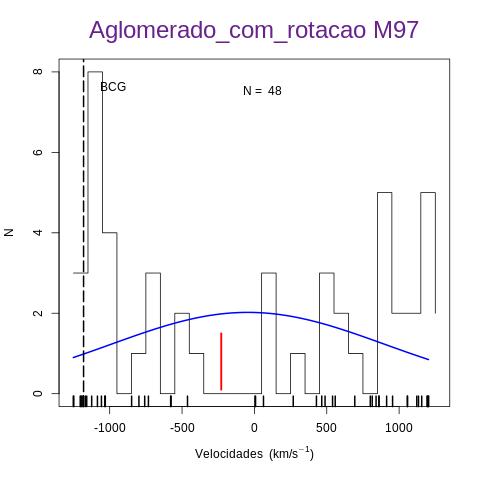 Aglomerado_com_rotacao M97
BCG
N = 48
8
6
4
2
0
N
-1000 -500 0 500 1000
Velocidades (km/s⁻¹)